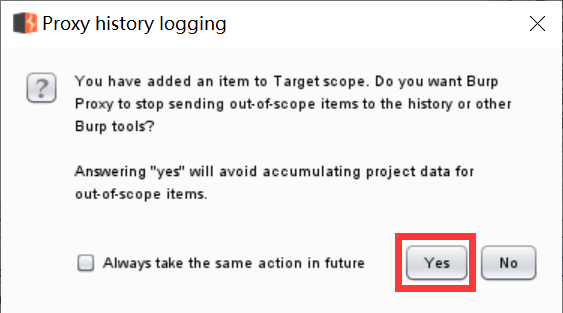 Proxy history logging
You have added an item to Target scope. Do you want Burp
Proxy to stop sending out-of-scope items to the history or other
Burp tools?
Answering "yes" will avoid accumulating project data for
out-of-scope items.
Always take the same action in future
Yes
No